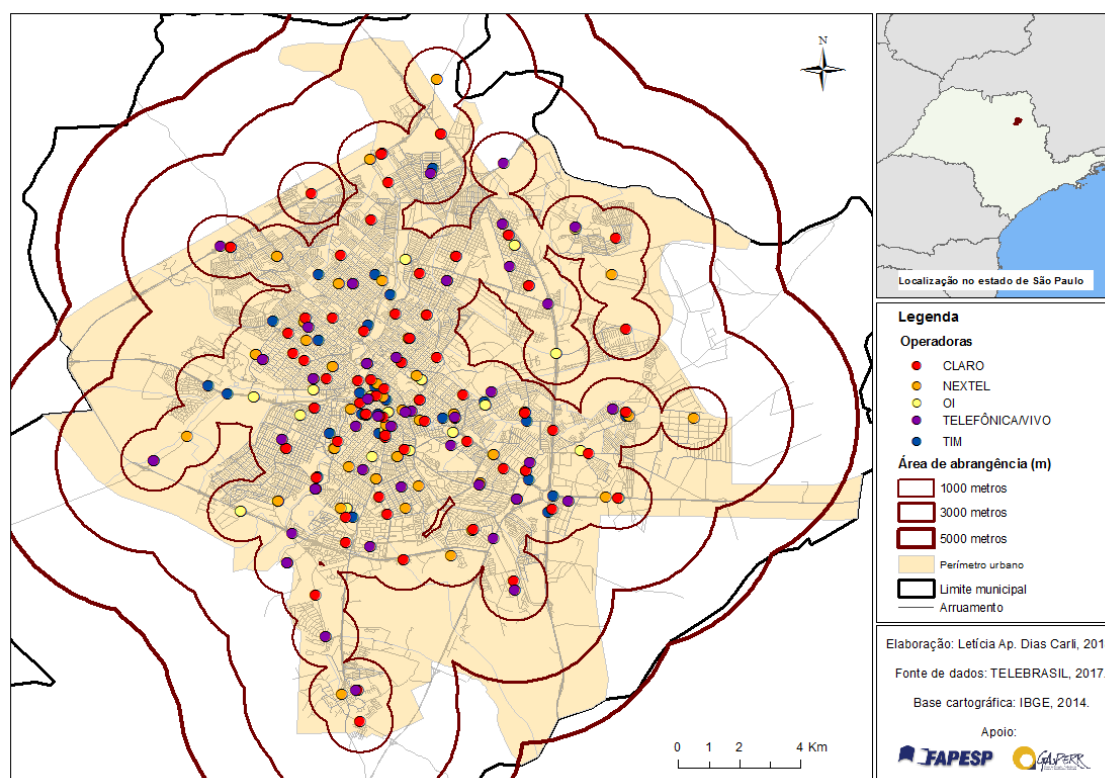 N
0 1 2 4 Km
Localização no estado de São Paulo
Legenda
Operadoras
CLARO
NEXTEL
OI
TELEFÔNICA/VIVO
TIM
Área de abrangência (m)
1000 metros
3000 metros
5000 metros
Perímetro urbano
Limite municipal
Arruamento
Elaboração: Letícia Ap. Dias Carli, 201
Fonte de dados: TELEBRASIL, 2017.
Base cartográfica: IBGE, 2014.
Apoio:
FAPESP GAsPERR